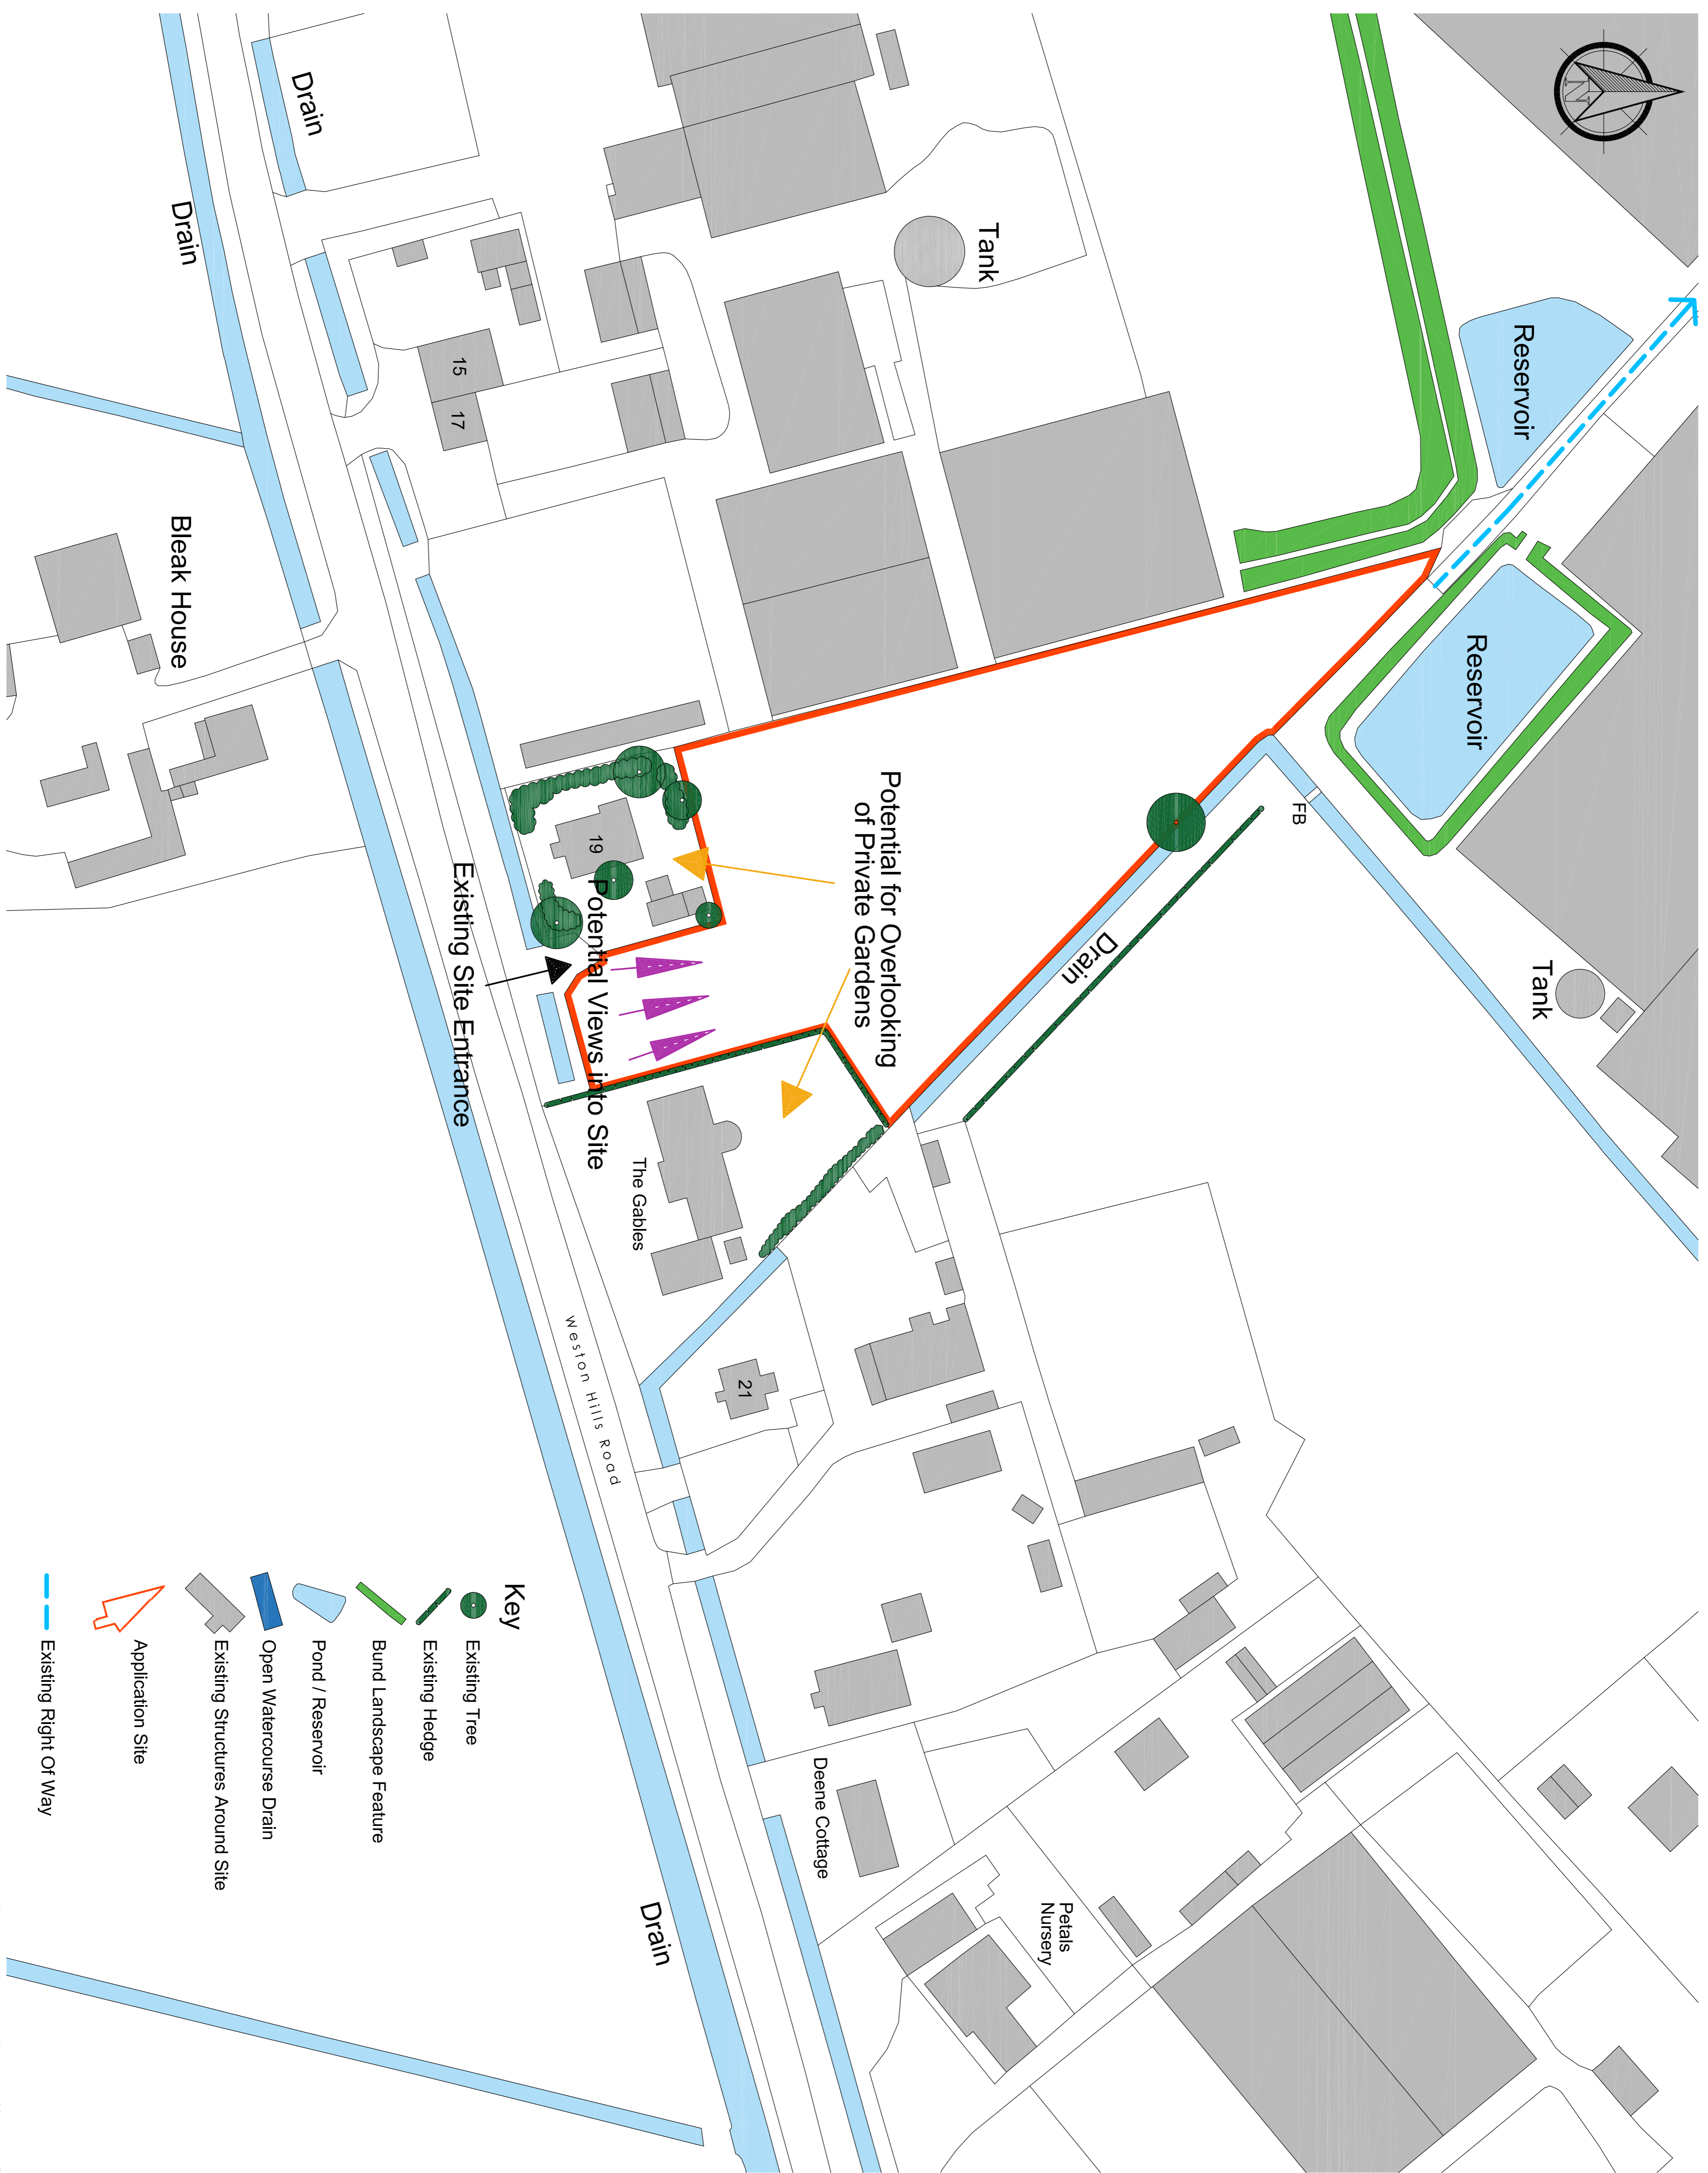 N
Reservoir
Reservoir
Tank
FB
Drain
Tank
Potential for Overlooking
of Private Gardens
Potential Views into Site
Existing Site Entrance
19
15
17
Drain
Drain
Bleak House
The Gables
21
Weston Hills Road
Deene Cottage
Petals
Nursery
Drain
Key
Existing Tree
Existing Hedge
Bund Landscape Feature
Pond / Reservoir
Open Watercourse Drain
Existing Structures Around Site
Application Site
Existing Right Of Way